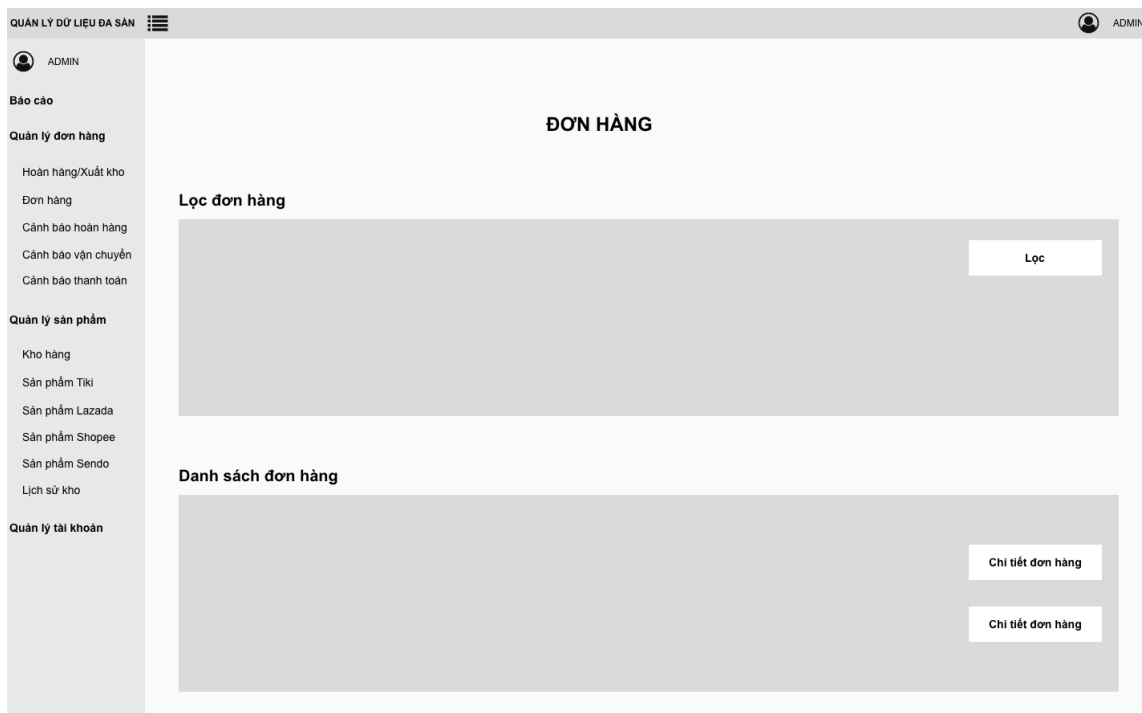 QUẢN LÝ DỮ LIỆU ĐA SÀN
ADMIN
ADMIN
Báo cáo
Quản lý đơn hàng
Hoàn hàng/Xuất kho
Đơn hàng
Cảnh báo hoàn hàng
Cảnh báo vận chuyển
Cảnh báo thanh toán
Quản lý sản phẩm
Kho hàng
Sản phẩm Tiki
Sản phẩm Lazada
Sản phẩm Shopee
Sản phẩm Sendo
Lịch sử kho
Quản lý tài khoản
ĐƠN HÀNG
Lọc đơn hàng
Lọc
Danh sách đơn hàng
Chi tiết đơn hàng
Chi tiết đơn hàng